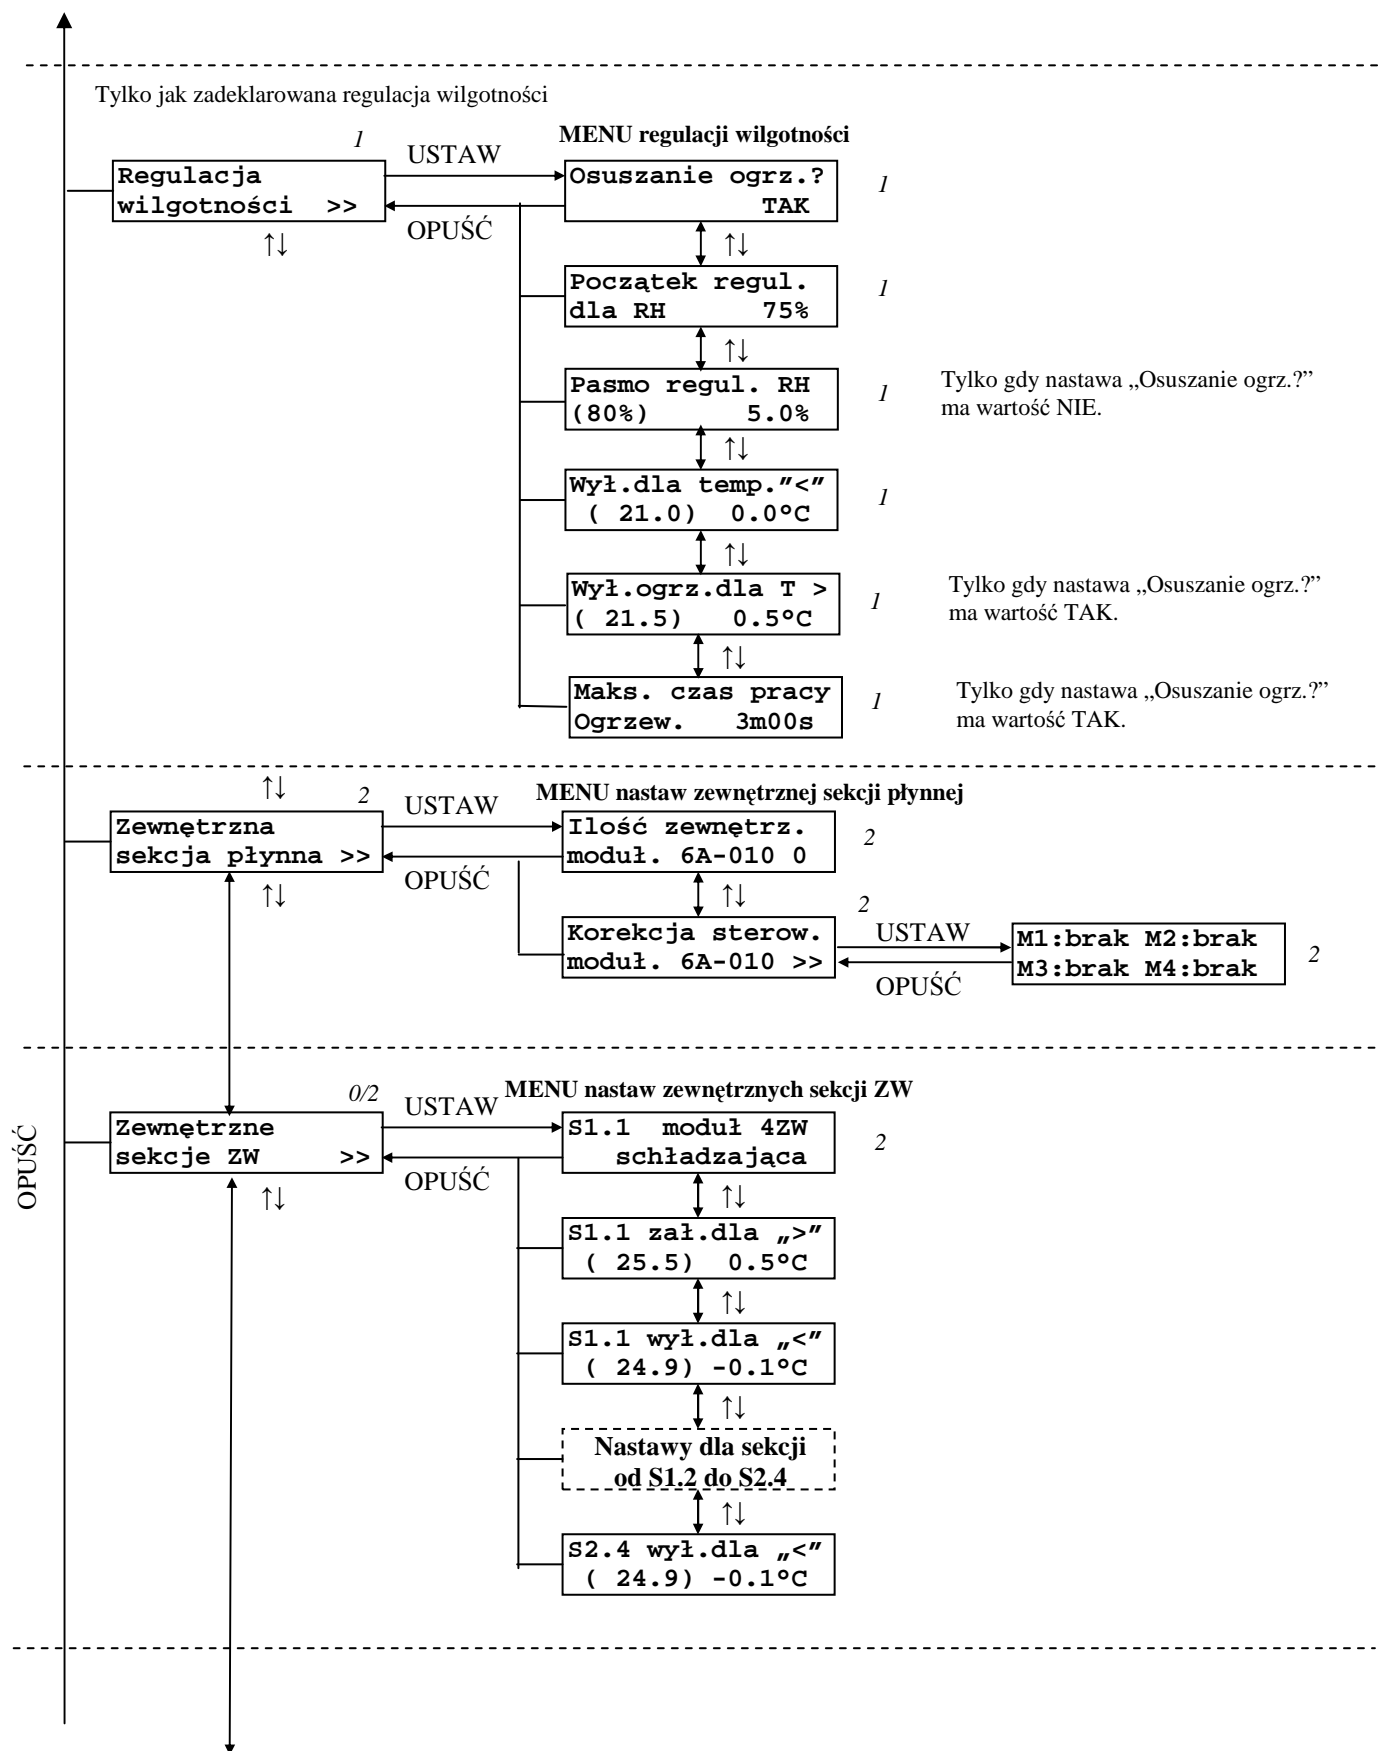 Tylko jak zadeklarowana regulacja wilgotności
1
USTAW
MENU regulacji wilgotności
Regulacja
wilgotności >>
OPUŚĆ
↑↓
Osuszanie ogrz.?
TAK
1
↑↓
Początek regul.
dla RH 75%
1
↑↓
Pasmo regul. RH
(80%) 5.0%
1
Tylko gdy nastawa „Osuszanie ogrz.?”
ma wartość NIE.
↑↓
Wył.dla temp."<"
( 21.0) 0.0°C
1
↑↓
Wył.ogrz.dla T >
( 21.5) 0.5°C
1
Tylko gdy nastawa „Osuszanie ogrz.?”
ma wartość TAK.
↑↓
Maks. czas pracy
Ogrzew. 3m00s
1
Tylko gdy nastawa „Osuszanie ogrz.?”
ma wartość TAK.
↑↓
2
USTAW
MENU nastaw zewnętrznej sekcji płynnej
Zewnętrzna
sekcja płynna >>
OPUŚĆ
↑↓
Ilość zewnętrz.
moduł. 6A-010 0
2
↑↓
2
Korekcja sterow.
moduł. 6A-010 >>
USTAW
OPUŚĆ
M1:brak M2:brak
M3:brak M4:brak
2
0/2
USTAW
MENU nastaw zewnętrznych sekcji ZW
Zewnętrzne
sekcje ZW >>
OPUŚĆ
↑↓
S1.1 moduł 4ZW
schładzająca
2
↑↓
S1.1 zał.dla „>"
( 25.5) 0.5°C
↑↓
S1.1 wył.dla „<"
( 24.9) -0.1°C
↑↓
Nastawy dla sekcji
od S1.2 do S2.4
↑↓
S2.4 wył.dla „<"
( 24.9) -0.1°C
OPUŚĆ